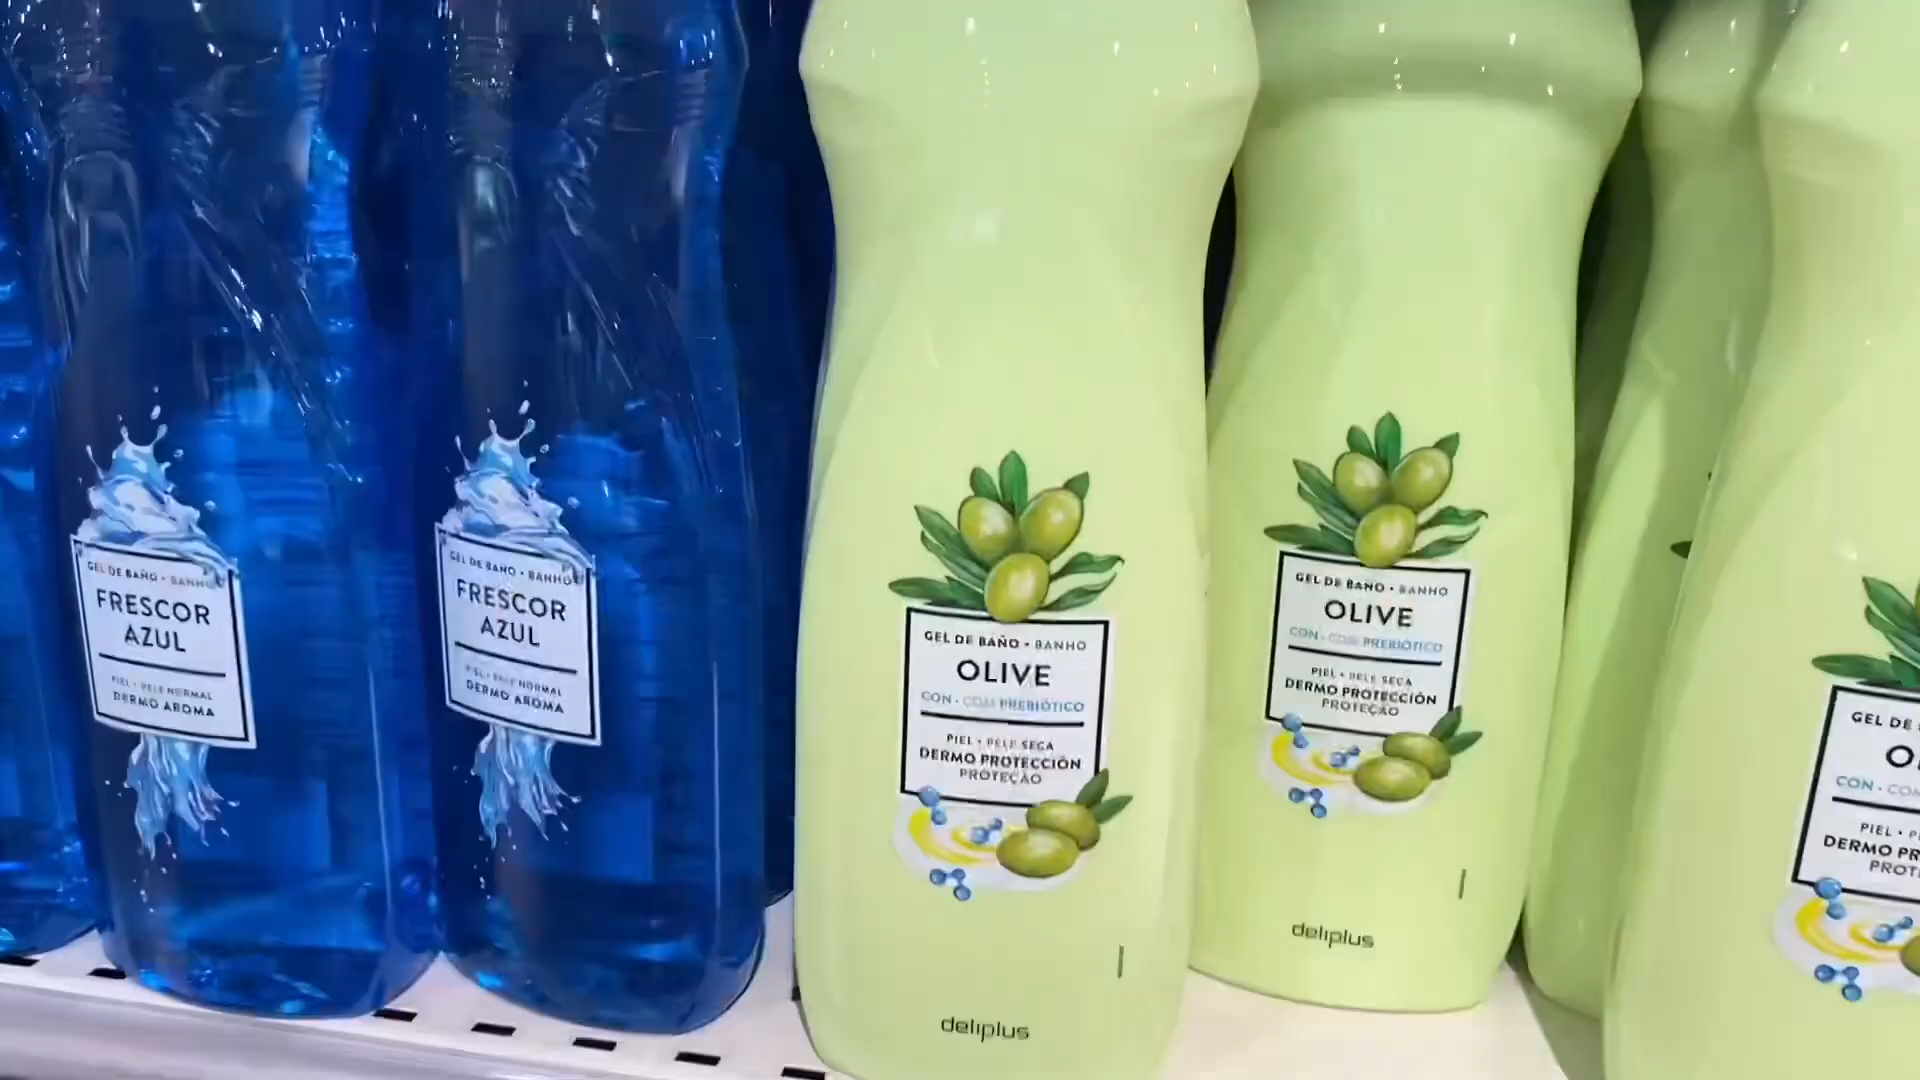 GEL DE BAÑO • BANHO
FRESCOR
AZUL
PIEL • PELE NORMAL
DERMO AROMA
GEL DE BAÑO • BANHO
FRESCOR
AZUL
PIEL • PELE NORMAL
DERMO AROMA
GEL DE BAÑO • BANHO
OLIVE
CON • COM PREBIÓTICO
PIEL • PELE SECA
DERMO PROTECCIÓN
PROTEÇÃO
deliplus
GEL DE BAÑO • BANHO
OLIVE
CON • COM PREBIÓTICO
PIEL • PELE SECA
DERMO PROTECCIÓN
PROTEÇÃO
deliplus
GEL DE
CON • COM
PIEL •
DERMO